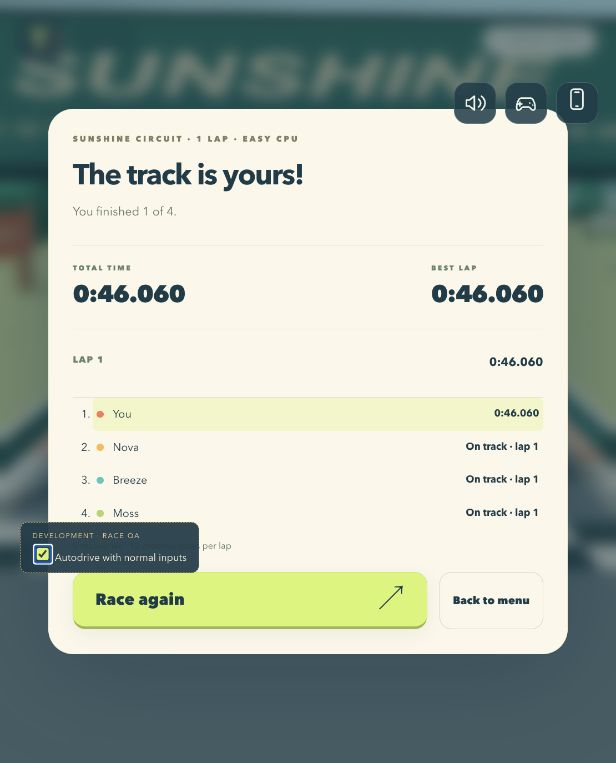 SUNSHINE
SUNSHINE CIRCUIT · 1 LAP · EASY CPU
The track is yours!
You finished 1 of 4.
TOTAL TIME
BEST LAP
0:46.060
0:46.060
LAP 1
0:46.060
1. You 0:46.060
2. Nova On track · lap 1
3. Breeze On track · lap 1
4. Moss On track · lap 1
DEVELOPMENT · RACE QA
per lap
Autodrive with normal inputs
Race again
Back to menu